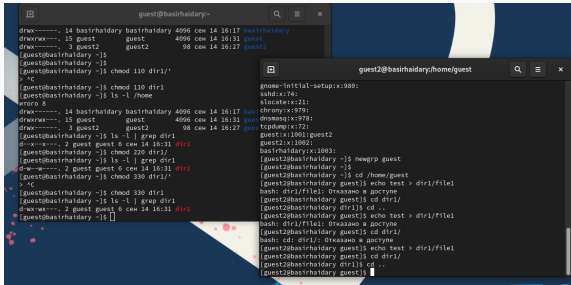 guest@basirhaidary:~
drwx------. 14 basirhaidary basirhaidary 4096 сен 14 16:17 basirhaidary
drwxrwx---. 15 guest guest 4096 сен 14 16:31 guest
drwx------. 3 guest2 guest2 98 сен 14 16:27 guest2
[guest@basirhaidary ~]$
[guest@basirhaidary ~]$
[guest@basirhaidary ~]$ chmod 110 dir1/'
> ^C
[guest@basirhaidary ~]$ chmod 110 dir1
[guest@basirhaidary ~]$ ls -l /home
итого 8
drwx------. 14 basirhaidary basirhaidary 4096 сен 14 16:17
drwxrwx---. 15 guest guest 4096 сен 14 16:31
drwx------. 3 guest2 guest2 98 сен 14 16:27
[guest@basirhaidary ~]$ ls -l | grep dir1
d--x--x---. 2 guest guest 6 сен 14 16:31 dir1
[guest@basirhaidary ~]$ chmod 220 dir1/
[guest@basirhaidary ~]$ ls -l | grep dir1
d-w--w----. 2 guest guest 6 сен 14 16:31 dir1
[guest@basirhaidary ~]$ chmod 330 dir1/'
> ^C
[guest@basirhaidary ~]$ chmod 330 dir1
[guest@basirhaidary ~]$ ls -l | grep dir1
d-wx-wx---. 2 guest guest 6 сен 14 16:31 dir1
[guest@basirhaidary ~]$
guest2@basirhaidary:/home/guest
gnome-initial-setup:x:980:
sshd:x:74:
slocate:x:21:
chrony:x:979:
dnsmasq:x:978:
tcpdump:x:72:
guest:x:1001:guest2
guest2:x:1002:
basirhaidary:x:1003:
[guest2@basirhaidary ~]$ newgrp guest
[guest2@basirhaidary ~]$
[guest2@basirhaidary ~]$ cd /home/guest
[guest2@basirhaidary guest]$ echo test > dir1/file1
bash: dir1/file1: Отказано в доступе
[guest2@basirhaidary guest]$ cd dir1/
[guest2@basirhaidary dir1]$ cd ..
[guest2@basirhaidary guest]$ echo test > dir1/file1
bash: dir1/file1: Отказано в доступе
[guest2@basirhaidary guest]$ cd dir1/
bash: cd: dir1/: Отказано в доступе
[guest2@basirhaidary guest]$ echo test > dir1/file1
[guest2@basirhaidary guest]$ cd dir1/
[guest2@basirhaidary dir1]$ cd ..
[guest2@basirhaidary guest]$